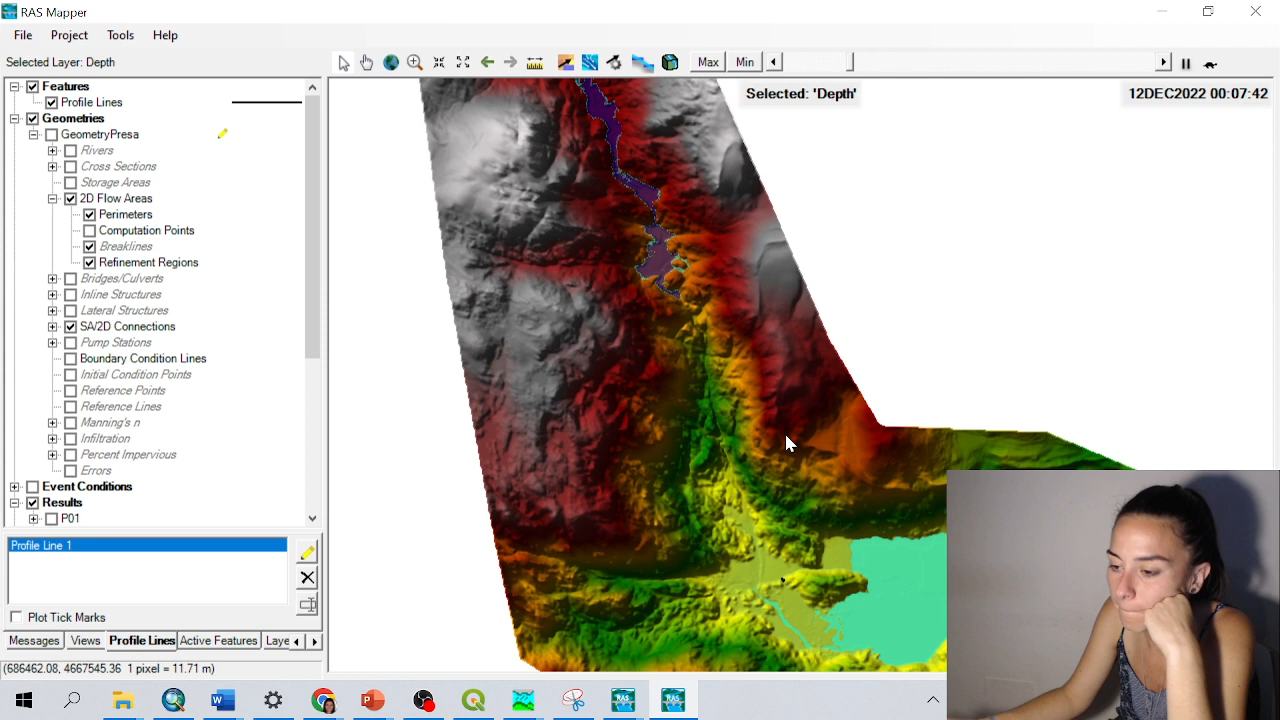 RAS Mapper
File Project Tools Help
Selected Layer: Depth
Max Min
Features
Profile Lines
Geometries
GeometryPresa
Rivers
Cross Sections
Storage Areas
2D Flow Areas
Perimeters
Computation Points
Breaklines
Refinement Regions
Bridges/Culverts
Inline Structures
Lateral Structures
SA/2D Connections
Pump Stations
Boundary Condition Lines
Initial Condition Points
Reference Points
Reference Lines
Manning's n
Infiltration
Percent Impervious
Errors
Event Conditions
Results
P01
Selected: 'Depth'
12DEC2022 00:07:42
Profile Line 1
Plot Tick Marks
Messages Views Profile Lines Active Features Laye
(686462.08, 4667545.36 1 pixel = 11.71 m)
RAS RAS